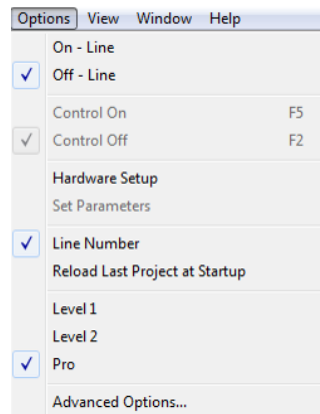 Options View Window Help
On - Line
Off - Line
Control On F5
Control Off F2
Hardware Setup
Set Parameters
Line Number
Reload Last Project at Startup
Level 1
Level 2
Pro
Advanced Options...